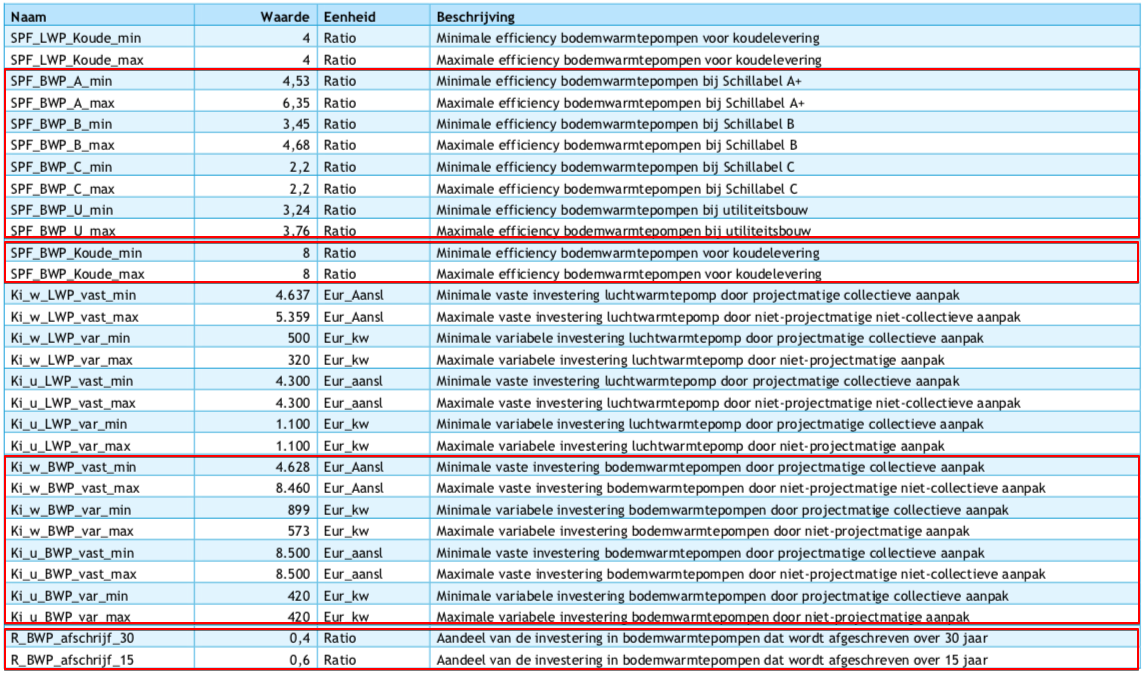 Naam Waarde Eenheid Beschrijving
SPF_LWP_Koude_min 4 Ratio Minimale efficiency bodemwarmtepompen voor koudelevering
SPF_LWP_Koude_max 4 Ratio Maximale efficiency bodemwarmtepompen voor koudelevering
SPF_BWP_A_min 4,53 Ratio Minimale efficiency bodemwarmtepompen bij Schillabel A+
SPF_BWP_A_max 6,35 Ratio Maximale efficiency bodemwarmtepompen bij Schillabel A+
SPF_BWP_B_min 3,45 Ratio Minimale efficiency bodemwarmtepompen bij Schillabel B
SPF_BWP_B_max 4,68 Ratio Maximale efficiency bodemwarmtepompen bij Schillabel B
SPF_BWP_C_min 2,2 Ratio Minimale efficiency bodemwarmtepompen bij Schillabel C
SPF_BWP_C_max 2,2 Ratio Maximale efficiency bodemwarmtepompen bij Schillabel C
SPF_BWP_U_min 3,24 Ratio Minimale efficiency bodemwarmtepompen bij utiliteitsbouw
SPF_BWP_U_max 3,76 Ratio Maximale efficiency bodemwarmtepompen bij utiliteitsbouw
SPF_BWP_Koude_min 8 Ratio Minimale efficiency bodemwarmtepompen voor koudelevering
SPF_BWP_Koude_max 8 Ratio Maximale efficiency bodemwarmtepompen voor koudelevering
Ki_w_LWP_vast_min 4.637 Eur_Aansl Minimale vaste investering luchtwarmtepomp door projectmatige collectieve aanpak
Ki_w_LWP_vast_max 5.359 Eur_Aansl Maximale vaste investering luchtwarmtepomp door niet-projectmatige niet-collectieve aanpak
Ki_w_LWP_var_min 500 Eur_kw Minimale variabele investering luchtwarmtepomp door projectmatige collectieve aanpak
Ki_w_LWP_var_max 320 Eur_kw Maximale variabele investering luchtwarmtepomp door niet-projectmatige aanpak
Ki_u_LWP_vast_min 4.300 Eur_aansl Minimale vaste investering luchtwarmtepomp door projectmatige collectieve aanpak
Ki_u_LWP_vast_max 4.300 Eur_aansl Maximale vaste investering luchtwarmtepomp door niet-projectmatige niet-collectieve aanpak
Ki_u_LWP_var_min 1.100 Eur_kw Minimale variabele investering luchtwarmtepomp door projectmatige collectieve aanpak
Ki_u_LWP_var_max 1.100 Eur_kw Maximale variabele investering luchtwarmtepomp door niet-projectmatige aanpak
Ki_w_BWP_vast_min 4.628 Eur_Aansl Minimale vaste investering bodemwarmtepompen door projectmatige collectieve aanpak
Ki_w_BWP_vast_max 8.460 Eur_Aansl Maximale vaste investering bodemwarmtepompen door niet-projectmatige niet-collectieve aanpak
Ki_w_BWP_var_min 899 Eur_kw Minimale variabele investering bodemwarmtepompen door projectmatige collectieve aanpak
Ki_w_BWP_var_max 573 Eur_kw Maximale variabele investering bodemwarmtepompen door niet-projectmatige aanpak
Ki_u_BWP_vast_min 8.500 Eur_aansl Minimale vaste investering bodemwarmtepompen door projectmatige collectieve aanpak
Ki_u_BWP_vast_max 8.500 Eur_aansl Maximale vaste investering bodemwarmtepompen door niet-projectmatige niet-collectieve aanpak
Ki_u_BWP_var_min 420 Eur_kw Minimale variabele investering bodemwarmtepompen door projectmatige collectieve aanpak
Ki_u_BWP_var_max 420 Eur_kw Maximale variabele investering bodemwarmtepompen door niet-projectmatige aanpak
R_BWP_afschrijf_30 0,4 Ratio Aandeel van de investering in bodemwarmtepompen dat wordt afgeschreven over 30 jaar
R_BWP_afschrijf_15 0,6 Ratio Aandeel van de investering in bodemwarmtepompen dat wordt afgeschreven over 15 jaar